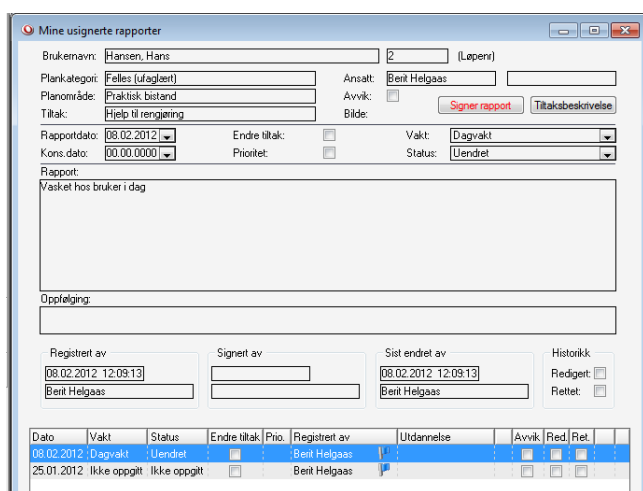 Mine usignerte rapporter
Brukernavn: Hansen, Hans 2 (Løpenr)
Plankategori: Felles (ufaglært) Ansatt: Berit Helgaas
Planområde: Praktisk bistand Avvik:
Tiltak: Hjelp til rengjøring Bilde: Signer rapport Tiltaksbeskrivelse
Rapportdato: 08.02.2012 Endre tiltak: Vakt: Dagvakt
Kons.dato: 00.00.0000 Prioritet: Status: Uendret
Rapport:
Vasket hos bruker i dag
Oppfølging:
Registrert av Signert av Sist endret av Historikk
08.02.2012 12:09:13 08.02.2012 12:09:13 Redigert:
Berit Helgaas Berit Helgaas Rettet:
Dato Vakt Status Endre tiltak Prio. Registrert av Utdannelse Avvik Red. Ret.
08.02.2012 Dagvakt Uendret Berit Helgaas
25.01.2012 Ikke oppgitt Ikke oppgitt Berit Helgaas